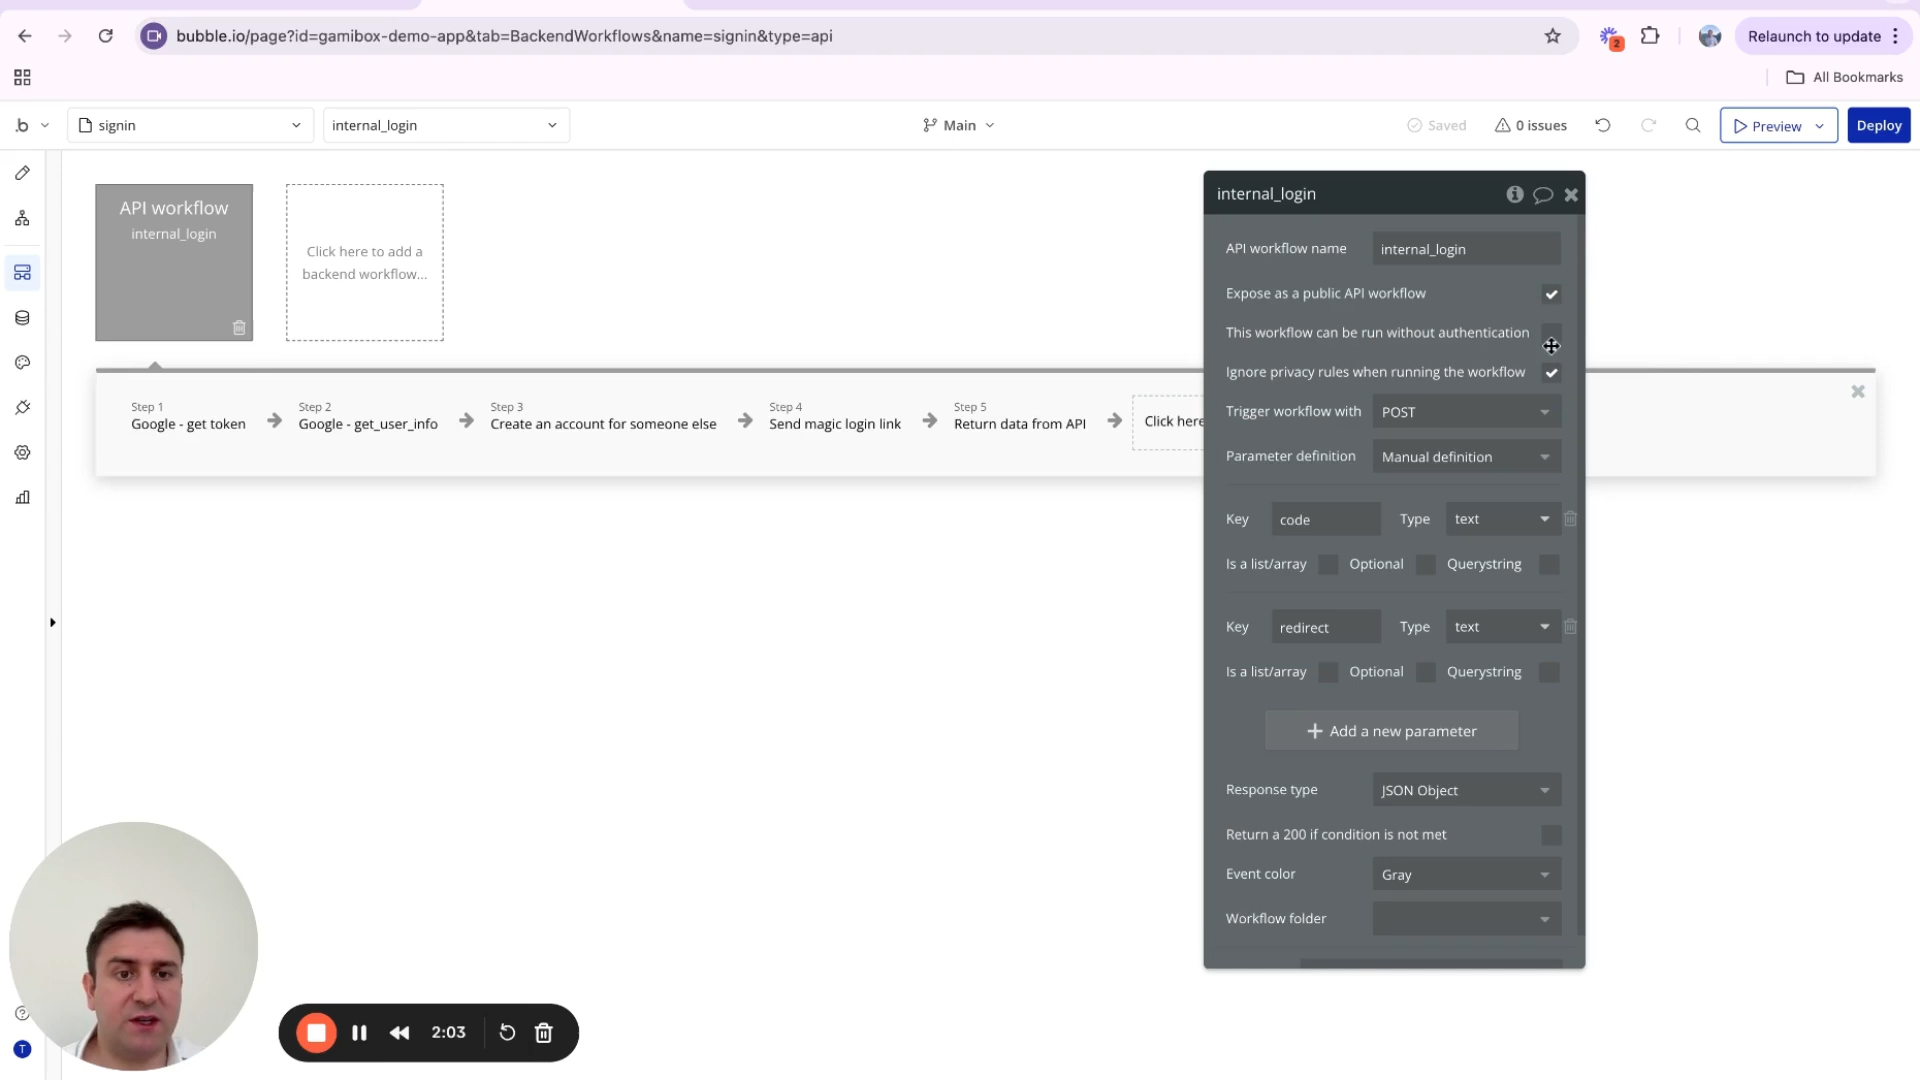 bubble.io/page?id=gamibox-demo-app&tab=BackendWorkflows&name=signin&type=api
2
Relaunch to update
All Bookmarks
.b
signin
internal_login
Main
Saved
0 issues
Preview
Deploy
API workflow
internal_login
Click here to add a
backend workflow...
Step 1
Google - get token
Step 2
Google - get_user_info
Step 3
Create an account for someone else
Step 4
Send magic login link
Step 5
Return data from API
Click here
internal_login
API workflow name
internal_login
Expose as a public API workflow
This workflow can be run without authentication
Ignore privacy rules when running the workflow
Trigger workflow with
POST
Parameter definition
Manual definition
Key
code
Type
text
Is a list/array
Optional
Querystring
Key
redirect
Type
text
Is a list/array
Optional
Querystring
+ Add a new parameter
Response type
JSON Object
Return a 200 if condition is not met
Event color
Gray
Workflow folder
T
2:03